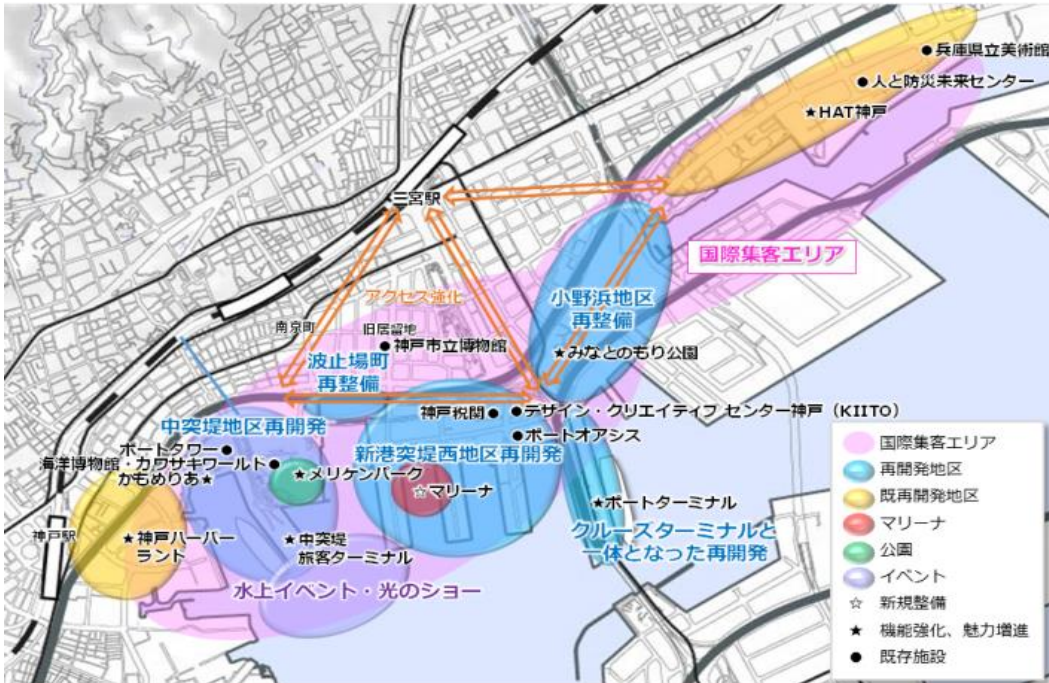 ●兵庫県立美術館
●人と防災未来センター
★HAT神戸
三宮駅
国際集客エリア
小野浜地区
再整備
アクセス強化
南京町
旧居留地
●神戸市立博物館
★みなとのもり公園
波止場町
再整備
神戸税関●
●デザイン・クリエイティブ センター神戸（KIITO）
●ポートオアシス
中突堤地区再開発
新港突堤西地区再開発
ポートタワー●
海洋博物館・カワサキワールド●
かもめりあ★
★メリケンパーク
☆マリーナ
★ポートターミナル
クルーズターミナルと
一体となった再開発
神戸駅
★神戸ハーバー
ランド
★中突堤
旅客ターミナル
水上イベント・光のショー
国際集客エリア
再開発地区
既再開発地区
マリーナ
公園
イベント
☆ 新規整備
★ 機能強化、魅力増進
● 既存施設